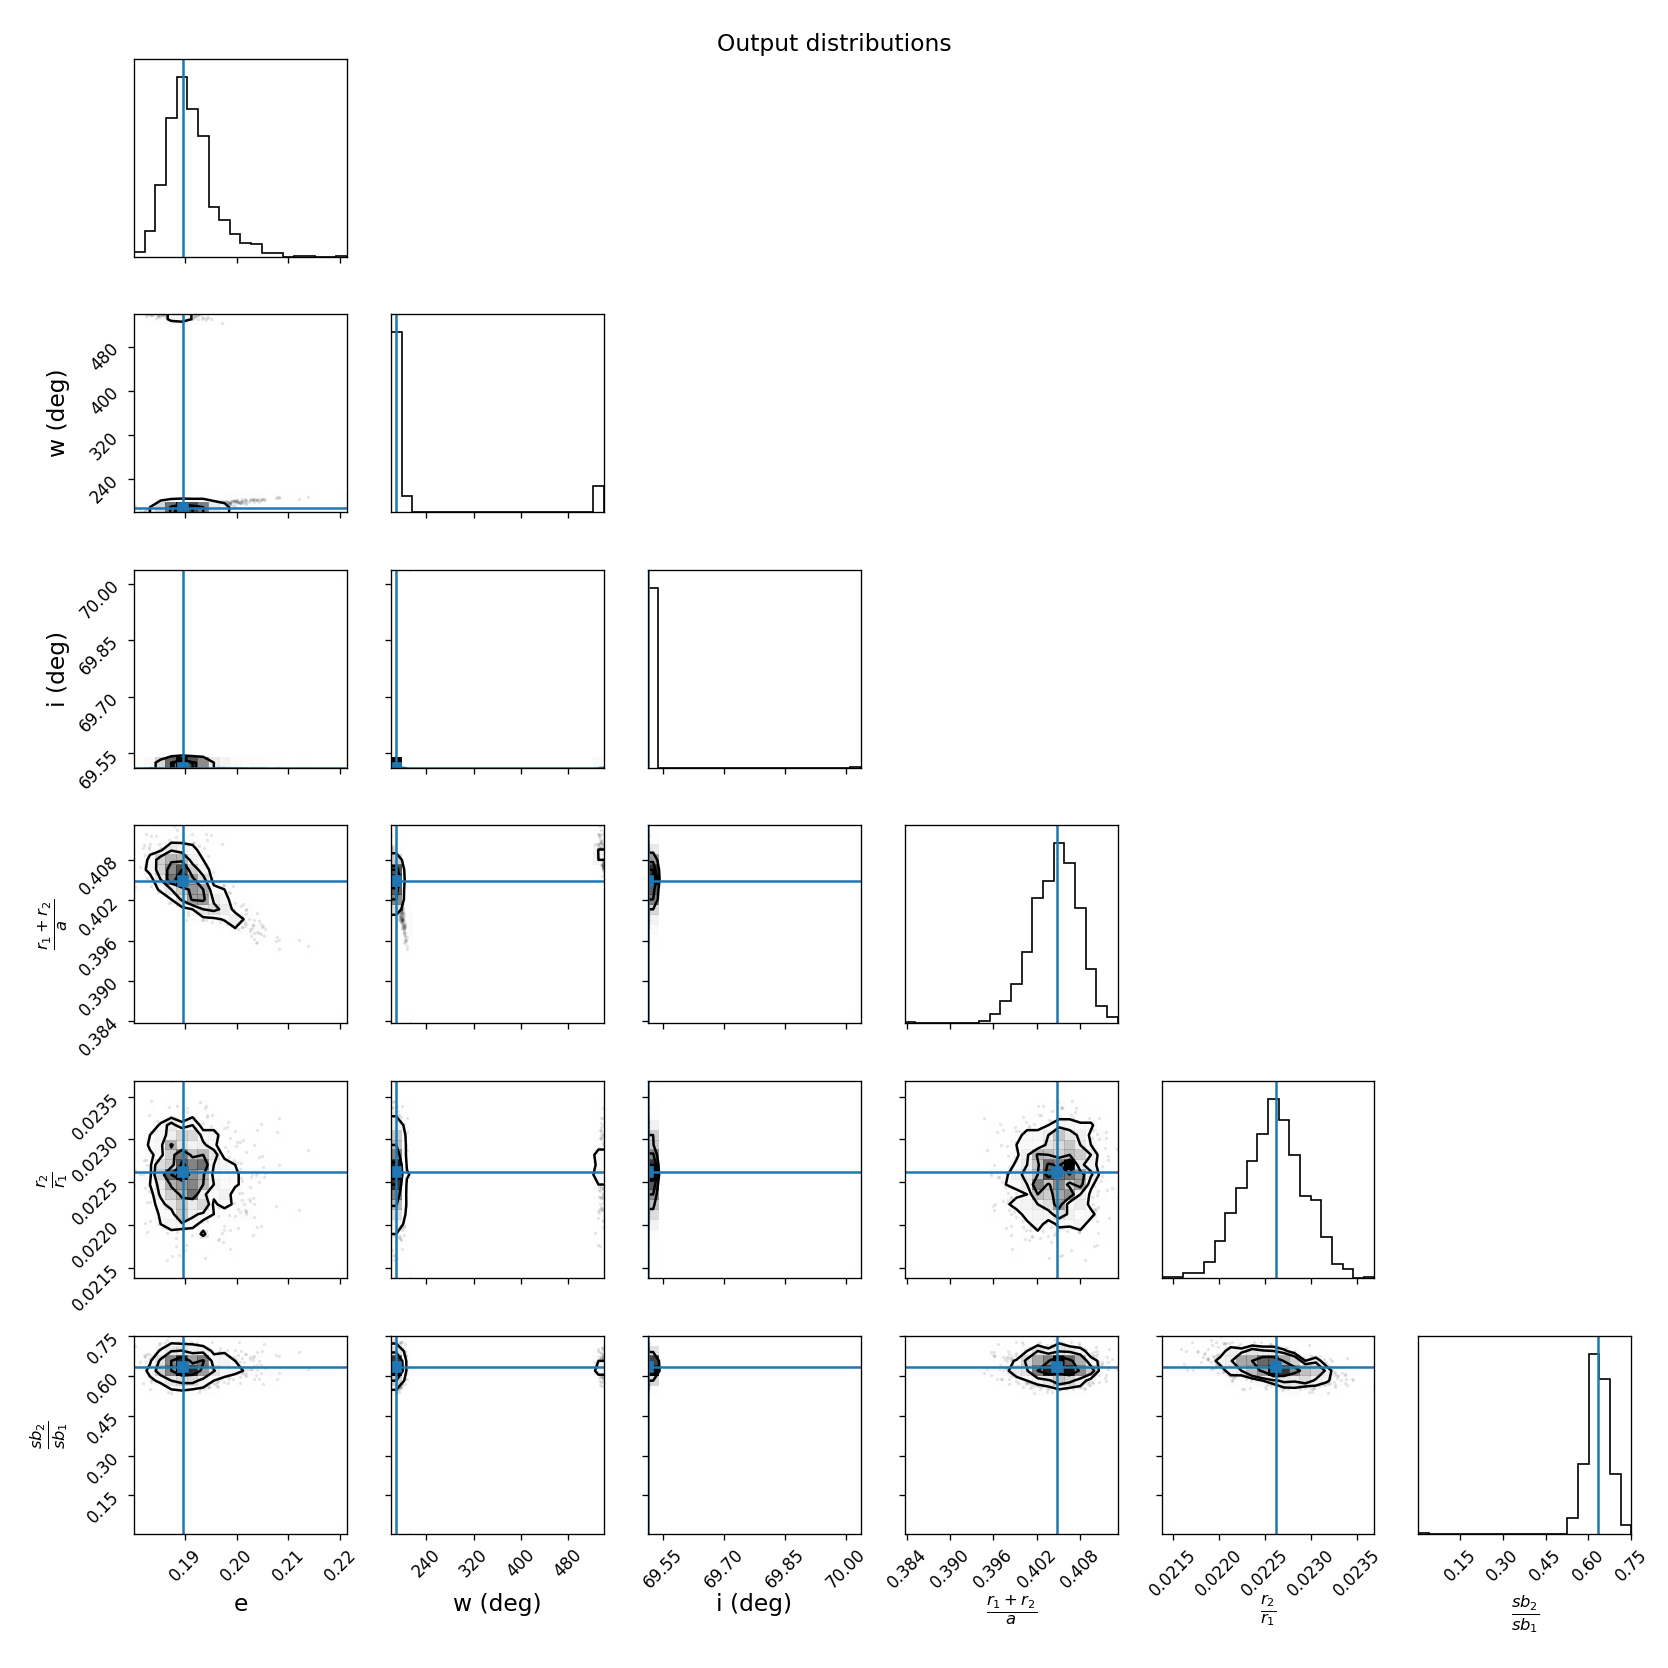 Output distributions
w (deg)
480
400
320
240
i (deg)
70.00
69.85
69.70
69.55
r₁ + r₂
a
0.408
0.402
0.396
0.390
0.384
r₂
r₁
0.0235
0.0230
0.0225
0.0220
0.0215
sb₂
sb₁
0.75
0.60
0.45
0.30
0.15
0.19 0.20 0.21 0.22
240 320 400 480
69.55 69.70 69.85 70.00
0.384 0.390 0.396 0.402 0.408
0.0215 0.0220 0.0225 0.0230 0.0235
0.15 0.30 0.45 0.60 0.75
e
w (deg)
i (deg)
r₁ + r₂
a
r₂
r₁
sb₂
sb₁